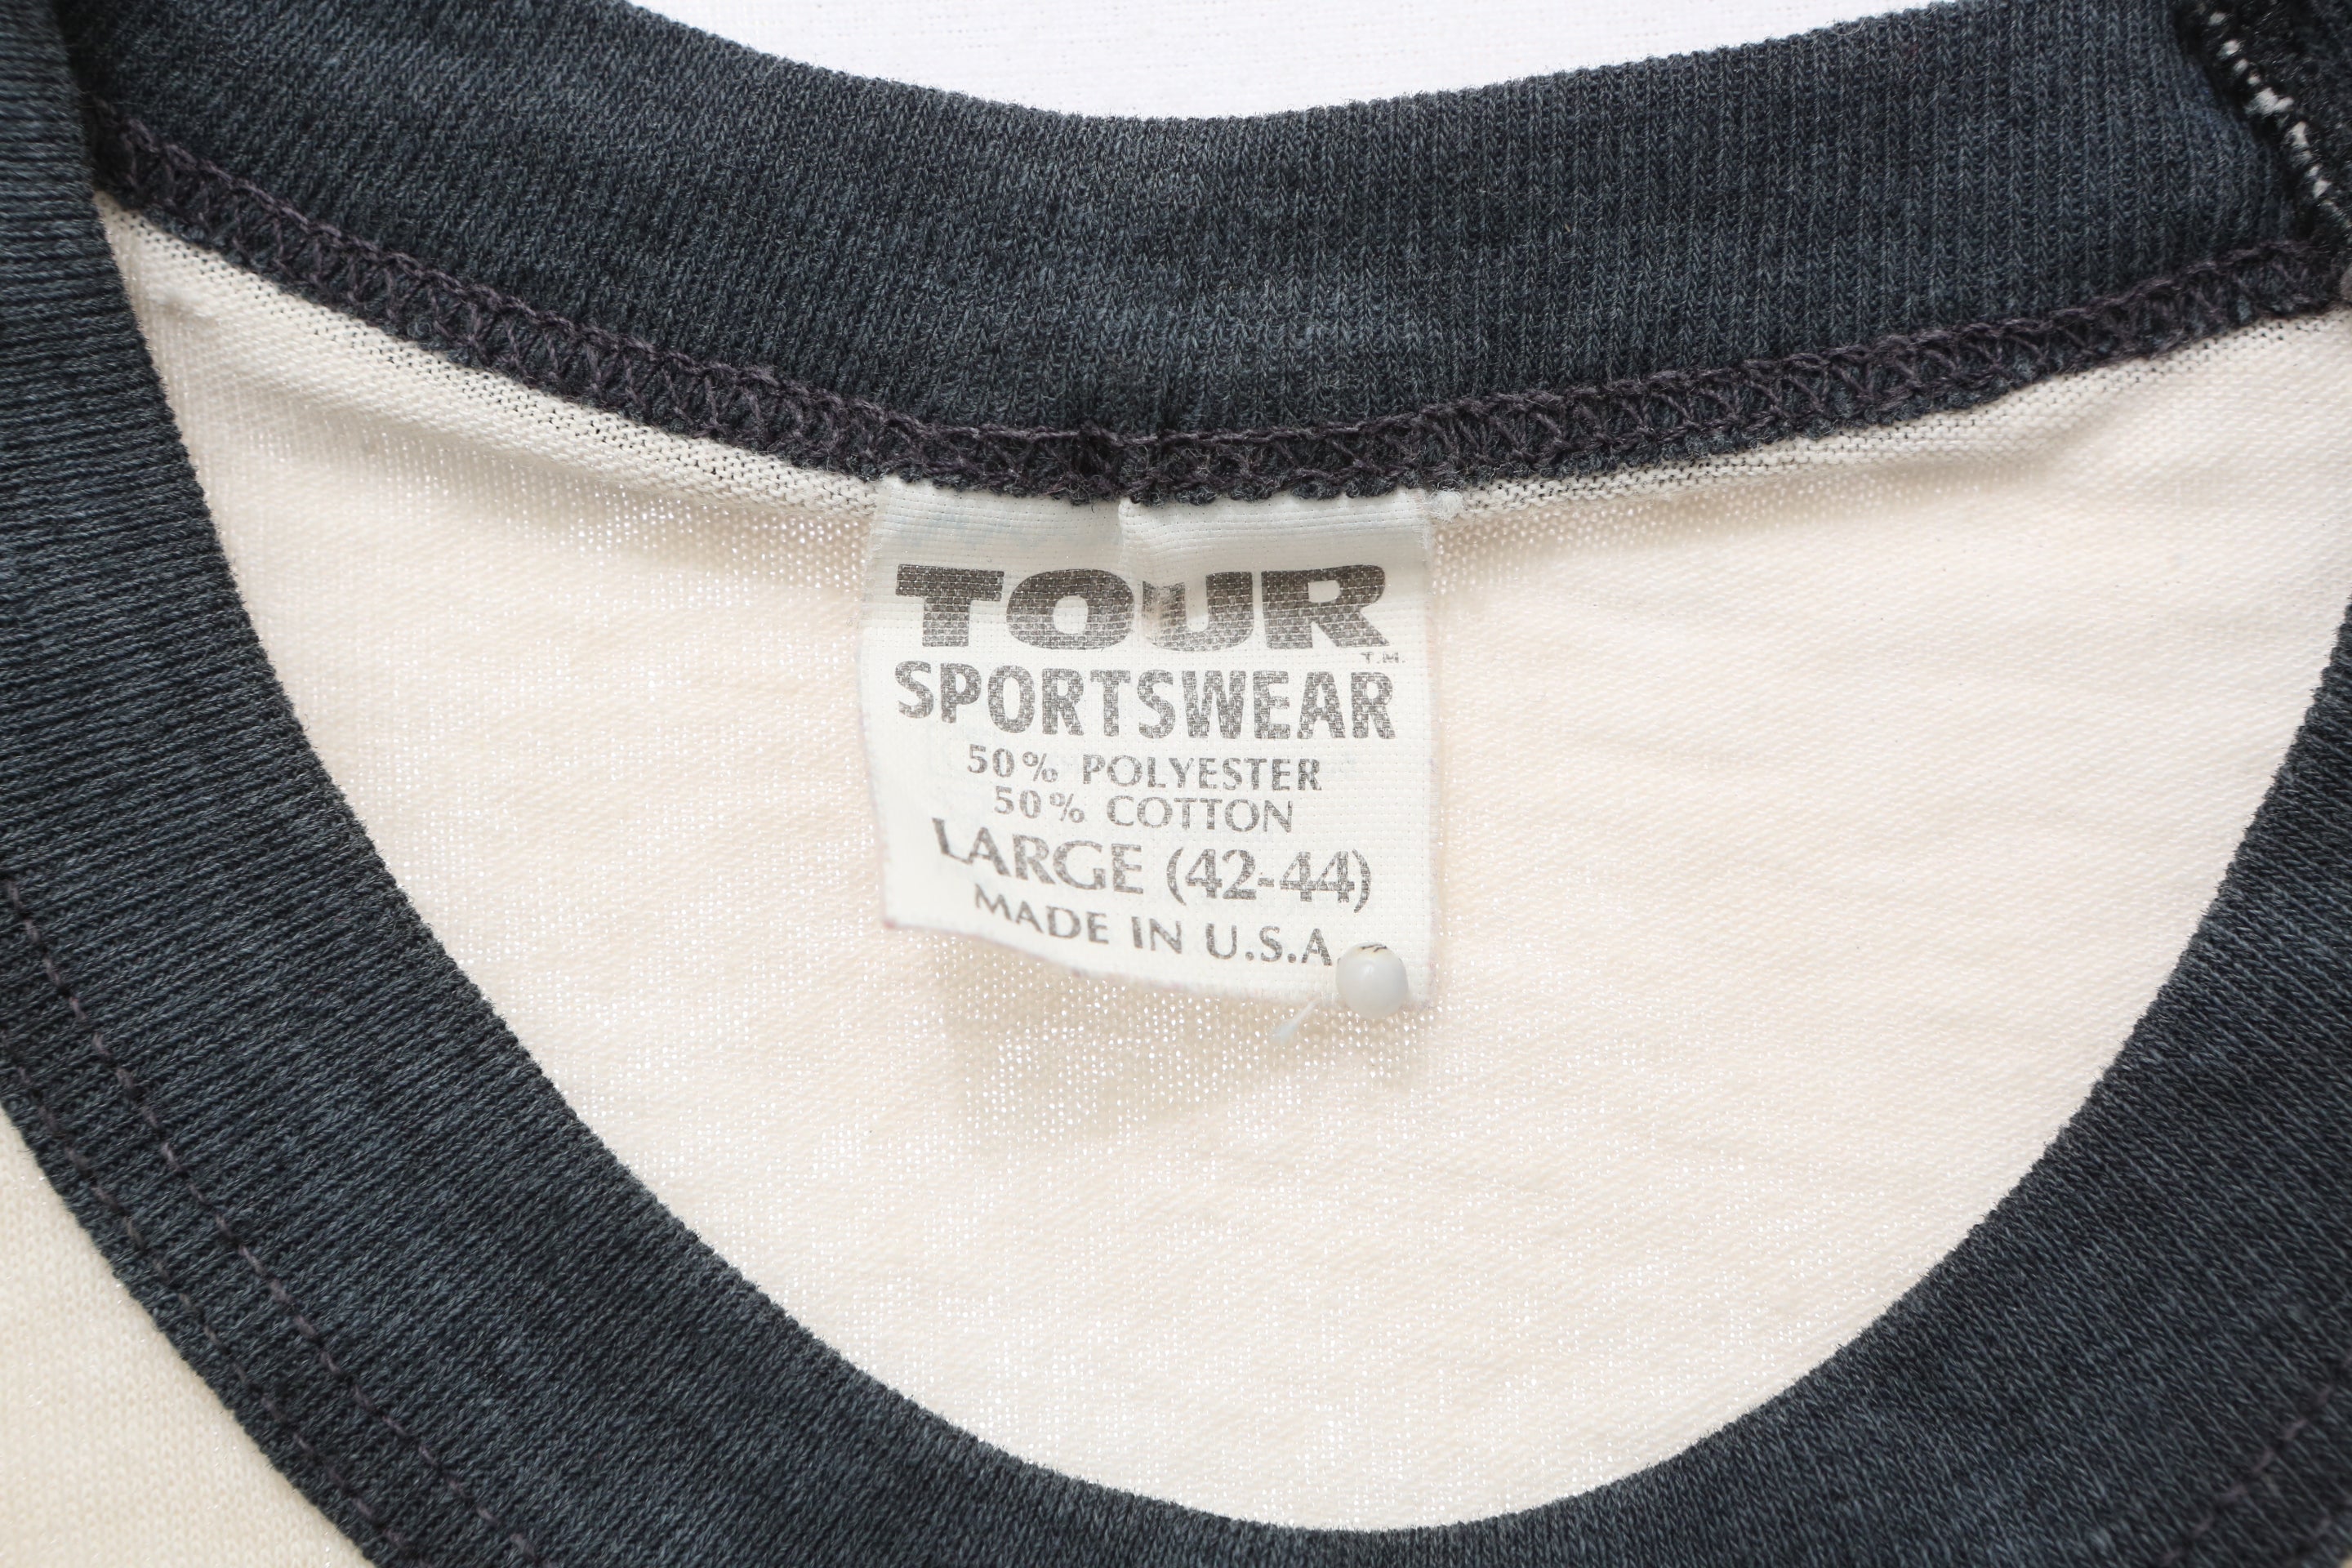 TOUR
T.M.
SPORTSWEAR
50% POLYESTER
50% COTTON
LARGE (42-44)
MADE IN U.S.A.